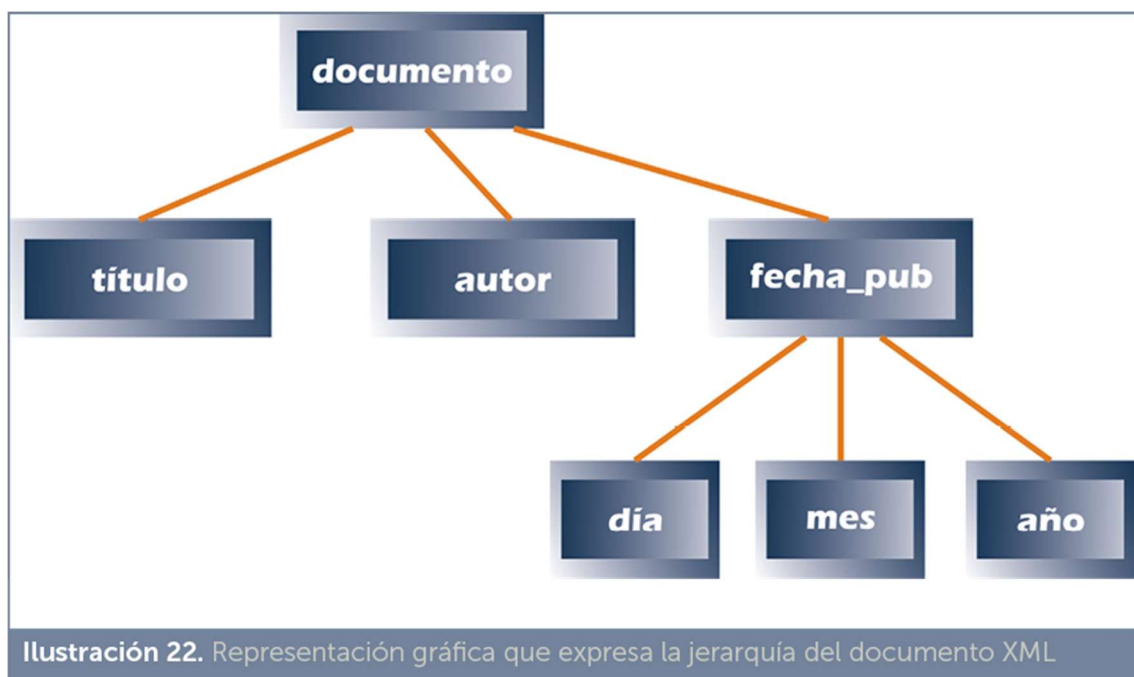 documento
título
autor
fecha_pub
día
mes
año
Ilustración 22. Representación gráfica que expresa la jerarquía del documento XML